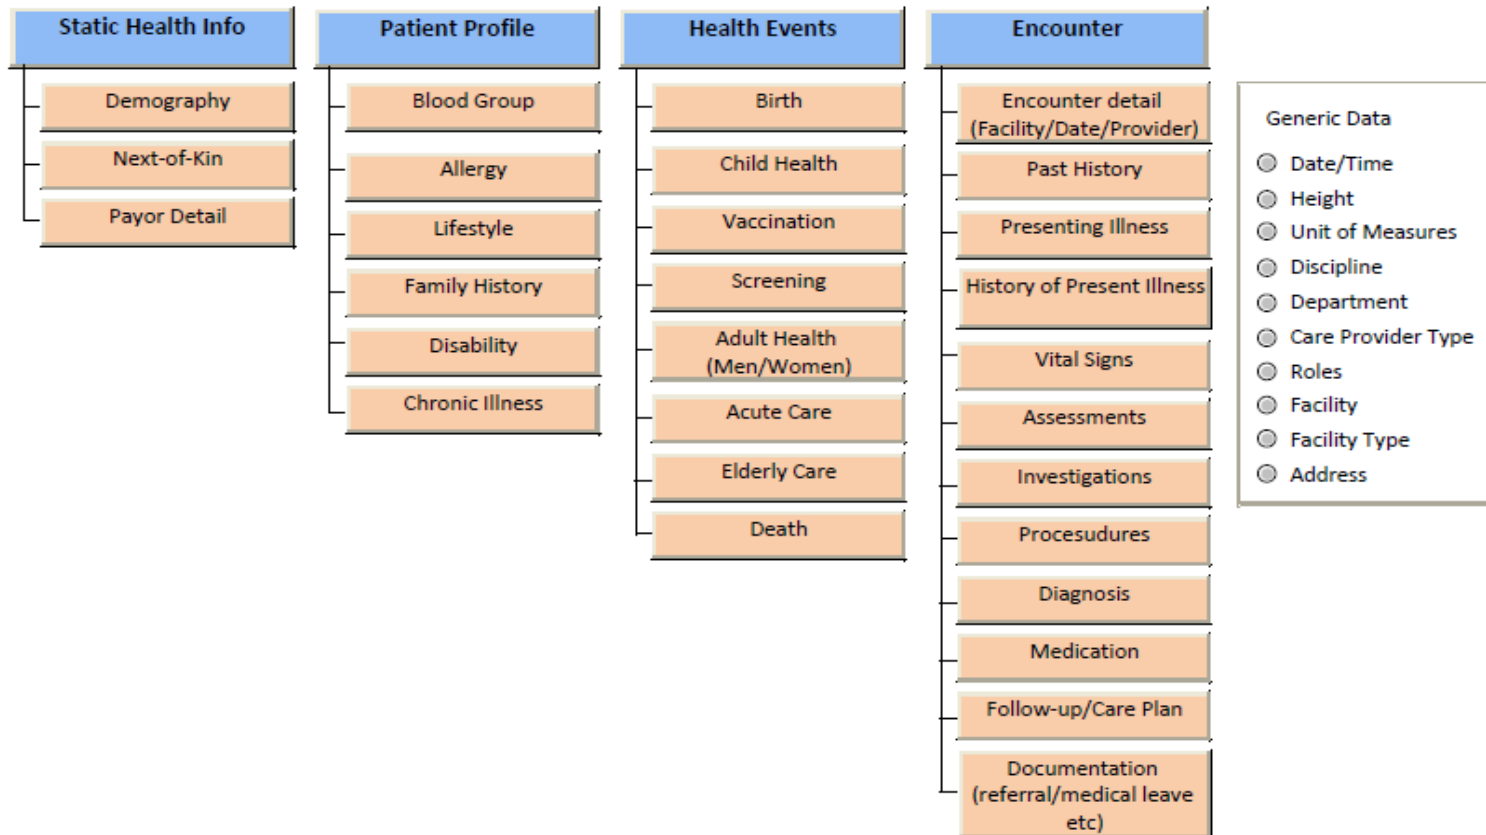 Static Health Info
Demography
Next-of-Kin
Payor Detail
Patient Profile
Blood Group
Allergy
Lifestyle
Family History
Disability
Chronic Illness
Health Events
Birth
Child Health
Vaccination
Screening
Adult Health
(Men/Women)
Acute Care
Elderly Care
Death
Encounter
Encounter detail
(Facility/Date/Provider)
Past History
Presenting Illness
History of Present Illness
Vital Signs
Assessments
Investigations
Procesudures
Diagnosis
Medication
Follow-up/Care Plan
Documentation
(referral/medical leave
etc)
Generic Data
Date/Time
Height
Unit of Measures
Discipline
Department
Care Provider Type
Roles
Facility
Facility Type
Address